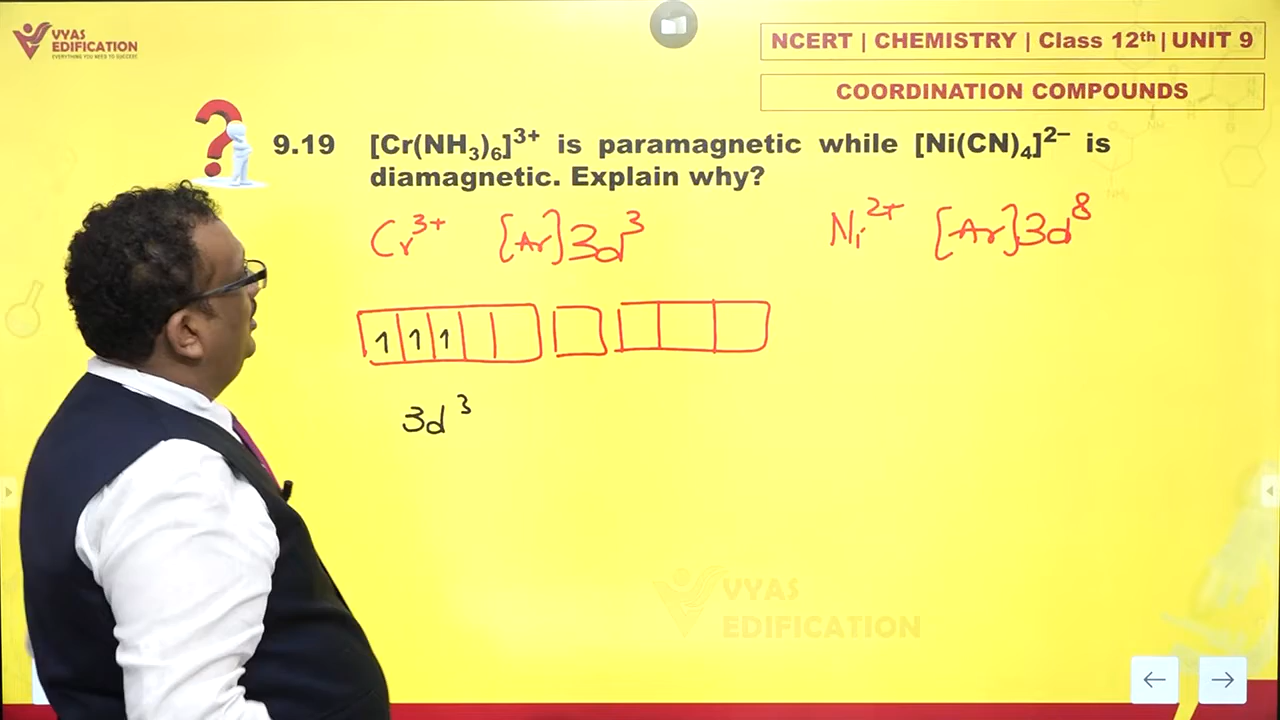 VYAS
EDIFICATION
EVERYTHING YOU NEED TO SUCCEED
NCERT | CHEMISTRY | Class 12th | UNIT 9
COORDINATION COMPOUNDS
9.19 [Cr(NH₃)₆]³⁺ is paramagnetic while [Ni(CN)₄]²⁻ is
diamagnetic. Explain why?
Cr³⁺ [Ar]3d³ Ni²⁺ [Ar]3d⁸
1 1 1
3d³
VYAS
EDIFICATION